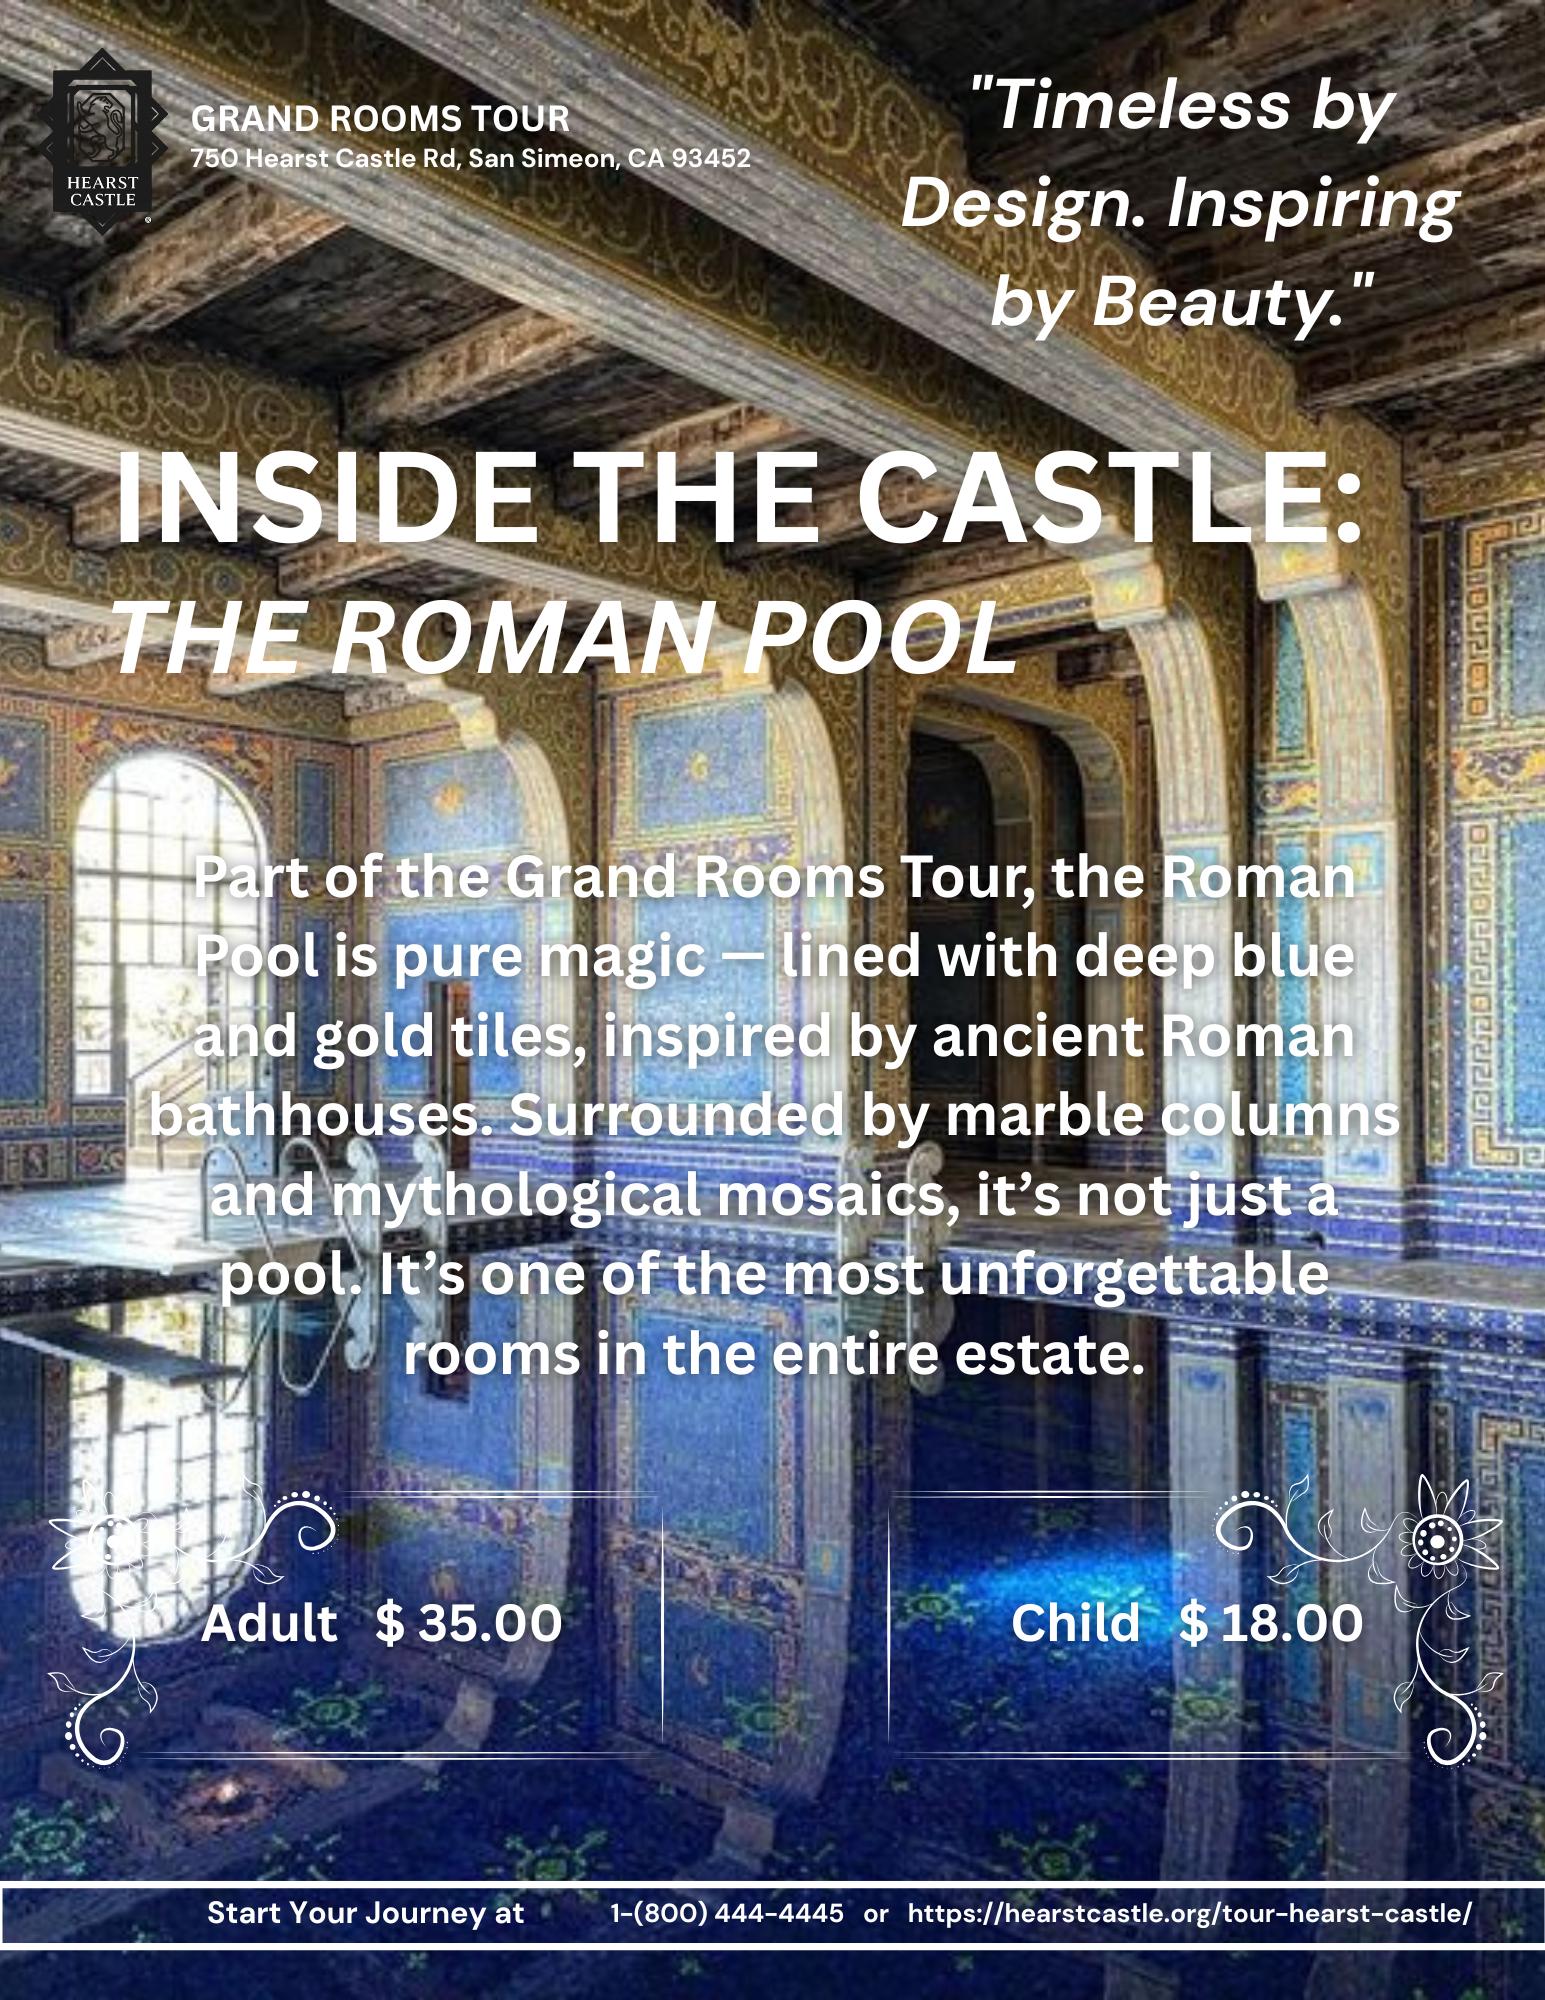 HEARST
CASTLE
®
GRAND ROOMS TOUR
750 Hearst Castle Rd, San Simeon, CA 93452
"Timeless by
Design. Inspiring
by Beauty."
INSIDE THE CASTLE:
THE ROMAN POOL
Part of the Grand Rooms Tour, the Roman
Pool is pure magic — lined with deep blue
and gold tiles, inspired by ancient Roman
bathhouses. Surrounded by marble columns
and mythological mosaics, it’s not just a
pool. It’s one of the most unforgettable
rooms in the entire estate.
Adult $ 35.00
Child $ 18.00
Start Your Journey at 1-(800) 444-4445 or https://hearstcastle.org/tour-hearst-castle/